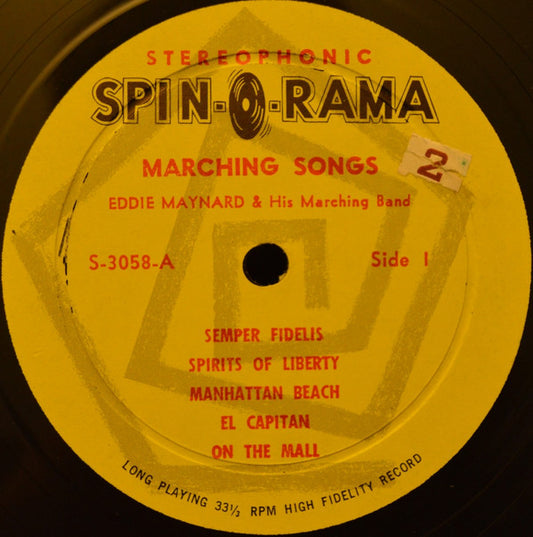 STEREOPHONIC
SPIN-O-RAMA
MARCHING SONGS
2
EDDIE MAYNARD & His Marching Band
S-3058-A
Side 1
SEMPER FIDELIS
SPIRITS OF LIBERTY
MANHATTAN BEACH
EL CAPITAN
ON THE MALL
LONG PLAYING 33⅓ RPM HIGH FIDELITY RECORD